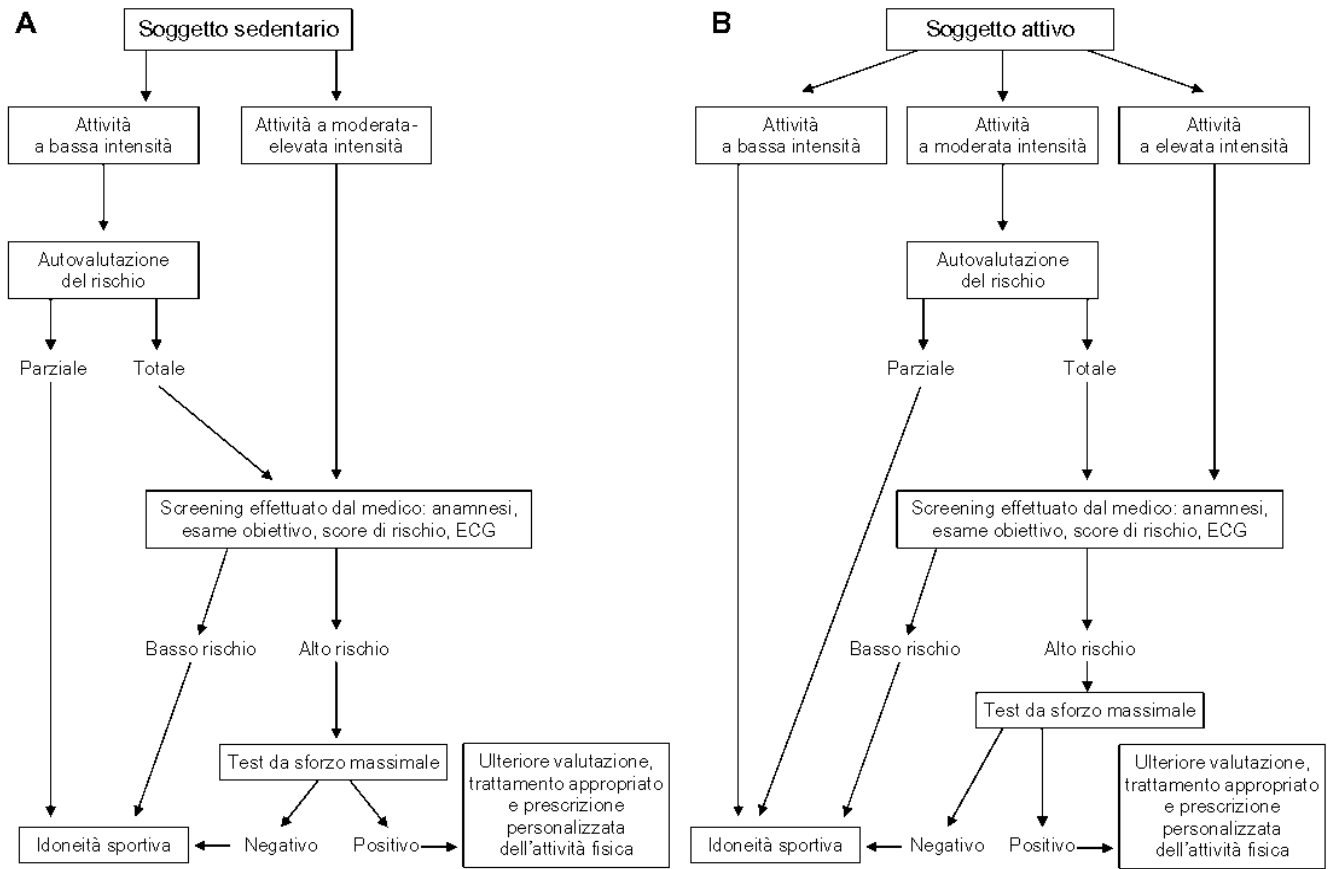 A
Soggetto sedentario
Attività
a bassa intensità
Attività a moderata-
elevata intensità
Autovalutazione
del rischio
Parziale
Totale
Screening effettuato dal medico: anamnesi,
esame obiettivo, score di rischio, ECG
Basso rischio
Alto rischio
Test da sforzo massimale
Ulteriore valutazione,
trattamento appropriato
e prescrizione
personalizzata
dell'attività fisica
Idoneità sportiva
Negativo
Positivo
B
Soggetto attivo
Attività
a bassa intensità
Attività
a moderata intensità
Attività
a elevata intensità
Autovalutazione
del rischio
Parziale
Totale
Screening effettuato dal medico: anamnesi,
esame obiettivo, score di rischio, ECG
Basso rischio
Alto rischio
Test da sforzo massimale
Ulteriore valutazione,
trattamento appropriato
e prescrizione
personalizzata
dell'attività fisica
Idoneità sportiva
Negativo
Positivo